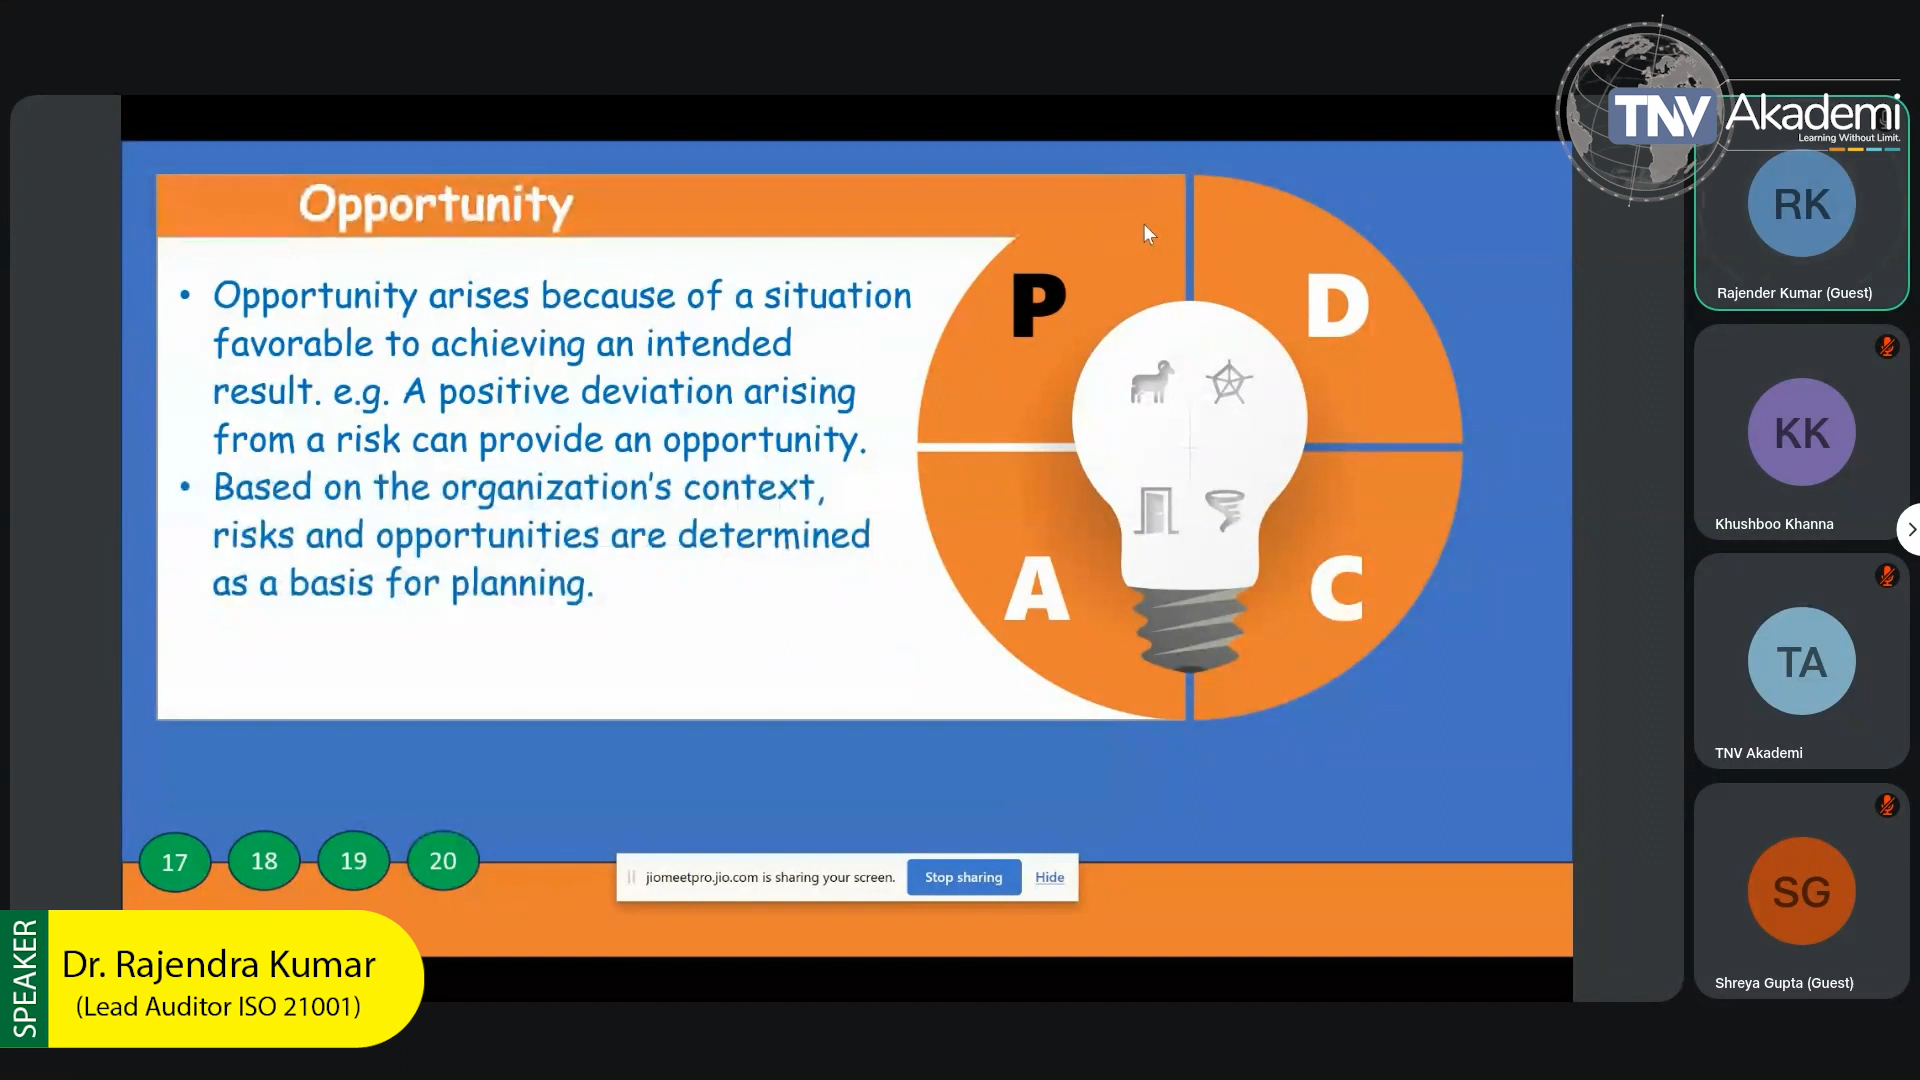 TNV Akademi
Learning Without Limit.
Opportunity
• Opportunity arises because of a situation
favorable to achieving an intended
result. e.g. A positive deviation arising
from a risk can provide an opportunity.
• Based on the organization's context,
risks and opportunities are determined
as a basis for planning.
P
D
A
C
17 18 19 20
jiomeetpro.jio.com is sharing your screen. Stop sharing Hide
SPEAKER
Dr. Rajendra Kumar
(Lead Auditor ISO 21001)
RK
Rajender Kumar (Guest)
KK
Khushboo Khanna
TA
TNV Akademi
SG
Shreya Gupta (Guest)